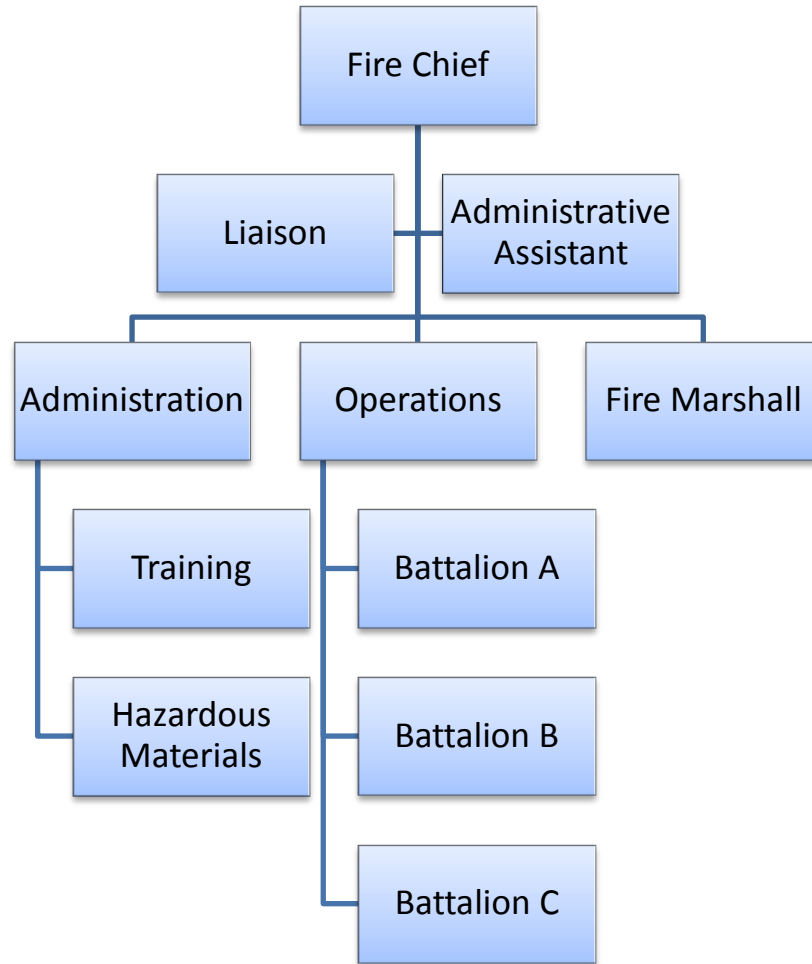 Fire Chief
Liaison
Administrative
Assistant
Administration
Operations
Fire Marshall
Training
Battalion A
Hazardous
Materials
Battalion B
Battalion C